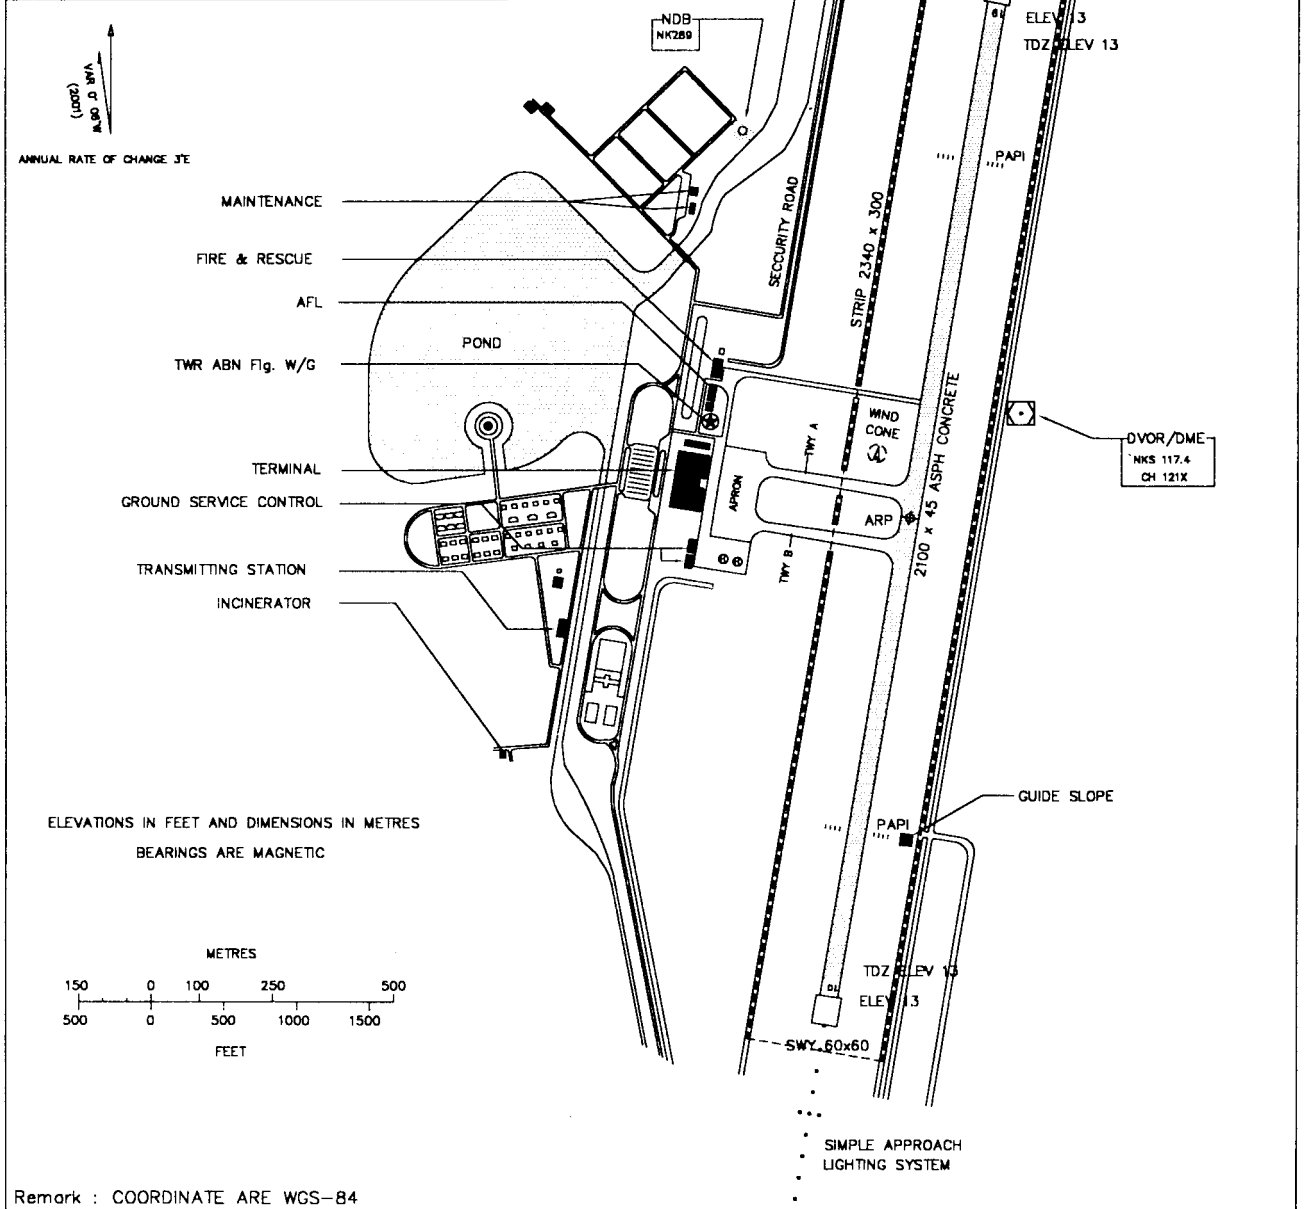 NDB
NK289
19
ELEV 13
TDZ ELEV 13
VAR 0° 08'W
(2001)
ANNUAL RATE OF CHANGE 3'E
PAPI
MAINTENANCE
FIRE & RESCUE
AFL
TWR ABN Flg. W/G
POND
SECCURITY ROAD
STRIP 2340 x 300
WIND
CONE
2100 x 45 ASPH CONCRETE
DVOR/DME
NKS 117.4
CH 121X
TERMINAL
GROUND SERVICE CONTROL
APRON
TWY A
TWY B
ARP
TRANSMITTING STATION
INCINERATOR
GUIDE SLOPE
PAPI
ELEVATIONS IN FEET AND DIMENSIONS IN METRES
BEARINGS ARE MAGNETIC
METRES
150 0 100 250 500
500 0 500 1000 1500
FEET
TDZ ELEV 13
01
ELEV 13
SWY 60x60
SIMPLE APPROACH
LIGHTING SYSTEM
Remark : COORDINATE ARE WGS-84